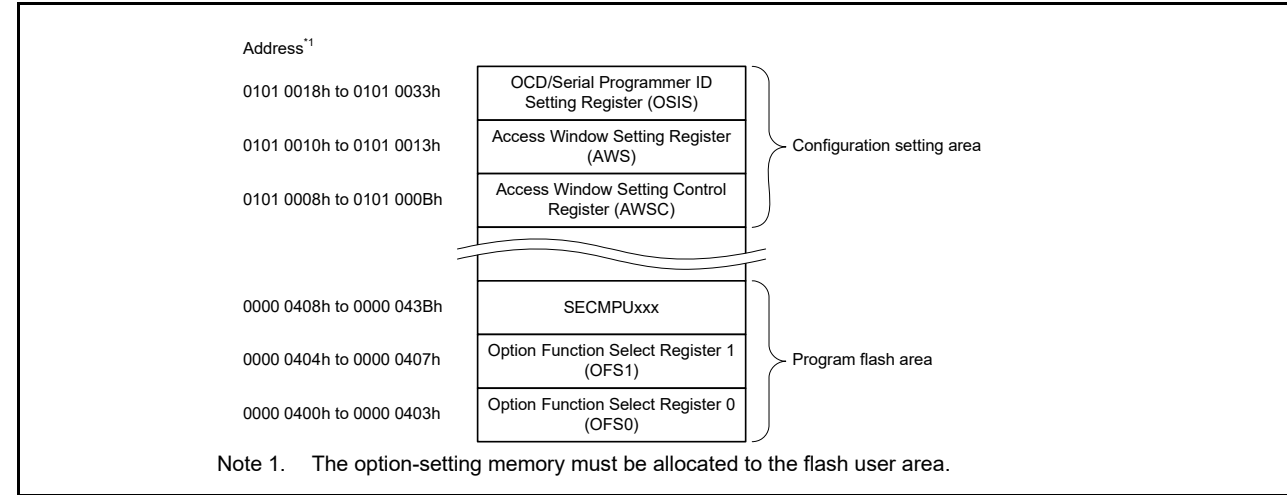 Address*1
0101 0018h to 0101 0033h
OCD/Serial Programmer ID
Setting Register (OSIS)
0101 0010h to 0101 0013h
Access Window Setting Register
(AWS)
Configuration setting area
0101 0008h to 0101 000Bh
Access Window Setting Control
Register (AWSC)
0000 0408h to 0000 043Bh
SECMPUxxx
0000 0404h to 0000 0407h
Option Function Select Register 1
(OFS1)
Program flash area
0000 0400h to 0000 0403h
Option Function Select Register 0
(OFS0)
Note 1. The option-setting memory must be allocated to the flash user area.